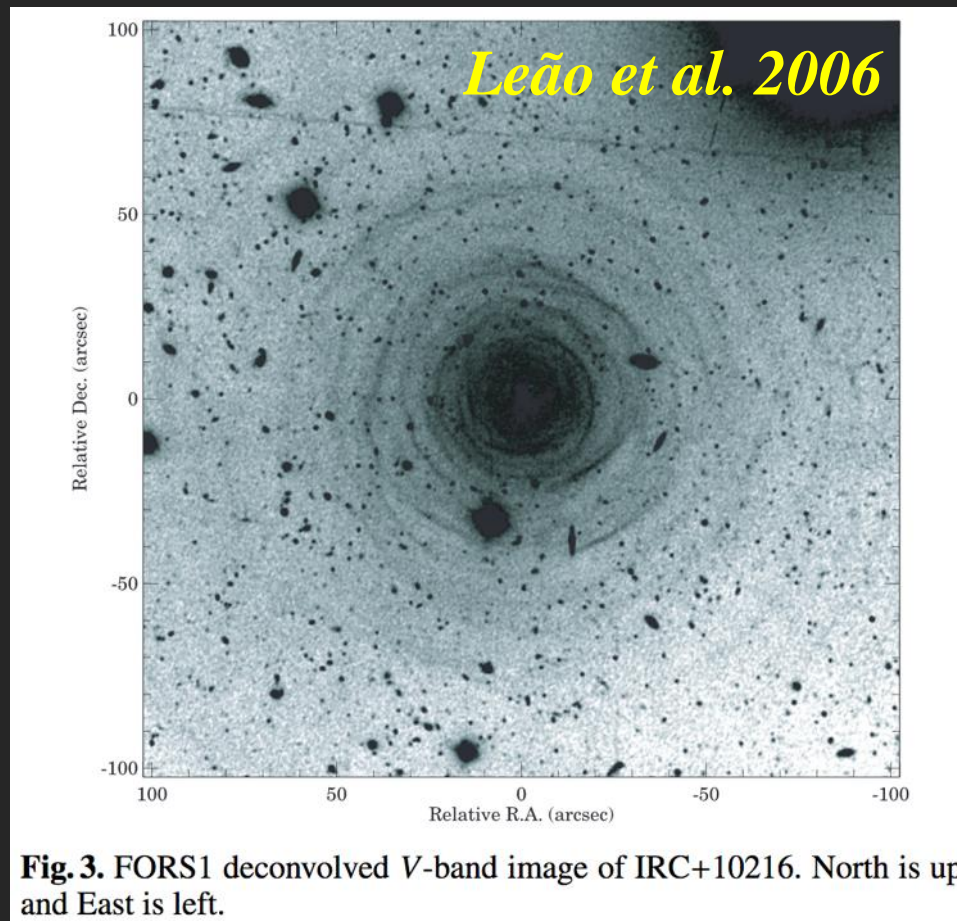 100
Leão et al. 2006
50
0
-50
-100
Relative Dec. (arcsec)
100 50 0 -50 -100
Relative R.A. (arcsec)
Fig. 3. FORS1 deconvolved V-band image of IRC+10216. North is up
and East is left.